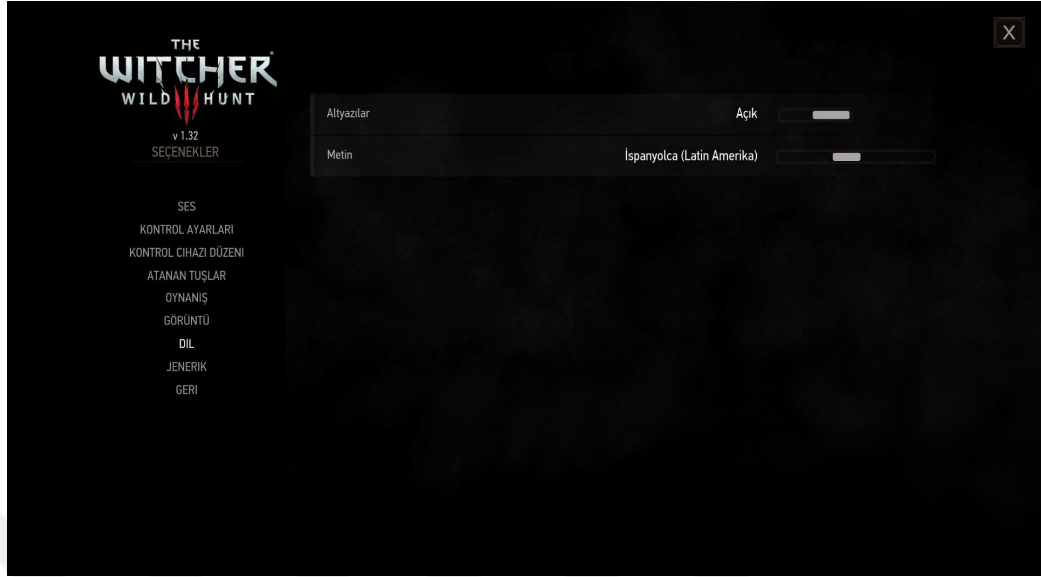 THE
WITCHER
WILD HUNT
v 1.32
SEÇENEKLER
X
Altyazılar Açık
Metin İspanyolca (Latin Amerika)
SES
KONTROL AYARLARI
KONTROL CIHAZI DÜZENI
ATANAN TUŞLAR
OYNANIŞ
GÖRÜNTÜ
DIL
JENERIK
GERI